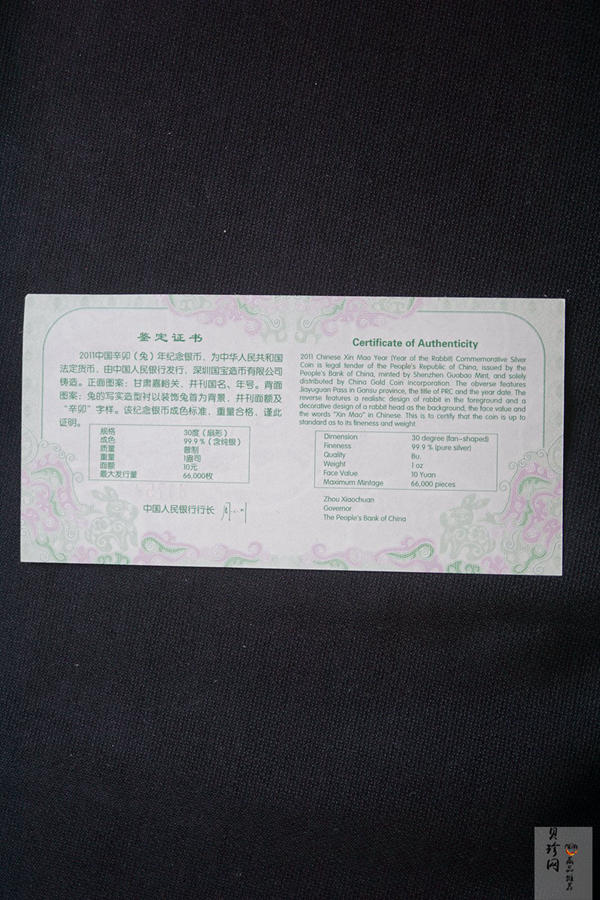 鉴定证书
2011中国辛卯（兔）年纪念银币，为中华人民共和国
法定货币，由中国人民银行发行，深圳国宝造币有限公司
铸造。正面图案：甘肃嘉峪关，并刊国名、年号。背面
图案：兔的写实造型衬以装饰兔首为背景，并刊面额及
“辛卯”字样。该纪念银币成色标准，重量合格，谨此
证明。
规格 30度（扇形）
成色 99.9％（含纯银）
质量 普制
重量 1盎司
面额 10元
最大发行量 66,000枚
中国人民银行行长
Certificate of Authenticity
2011 Chinese Xin Mao Year (Year of the Rabbit) Commemorative Silver
Coin is legal tender of the People's Republic of China, issued by the
People's Bank of China, minted by Shenzhen Guobao Mint, and solely
distributed by China Gold Coin Incorporation. The obverse features
Jiayuguan Pass in Gansu province, the title of PRC and the year date. The
reverse features a realistic design of rabbit in the foreground and a
decorative design of a rabbit head as the background, the face value and
the words "Xin Mao" in Chinese. This is to certify that the coin is up to
standard as to its fineness and weight.
Dimension 30 degree (fan-shaped)
Fineness 99.9 % (pure silver)
Quality Bu.
Weight 1 oz
Face Value 10 Yuan
Maximum Mintage 66,000 pieces
Zhou Xiaochuan
Governor
The People's Bank of China
贝珍网
藏品推荐